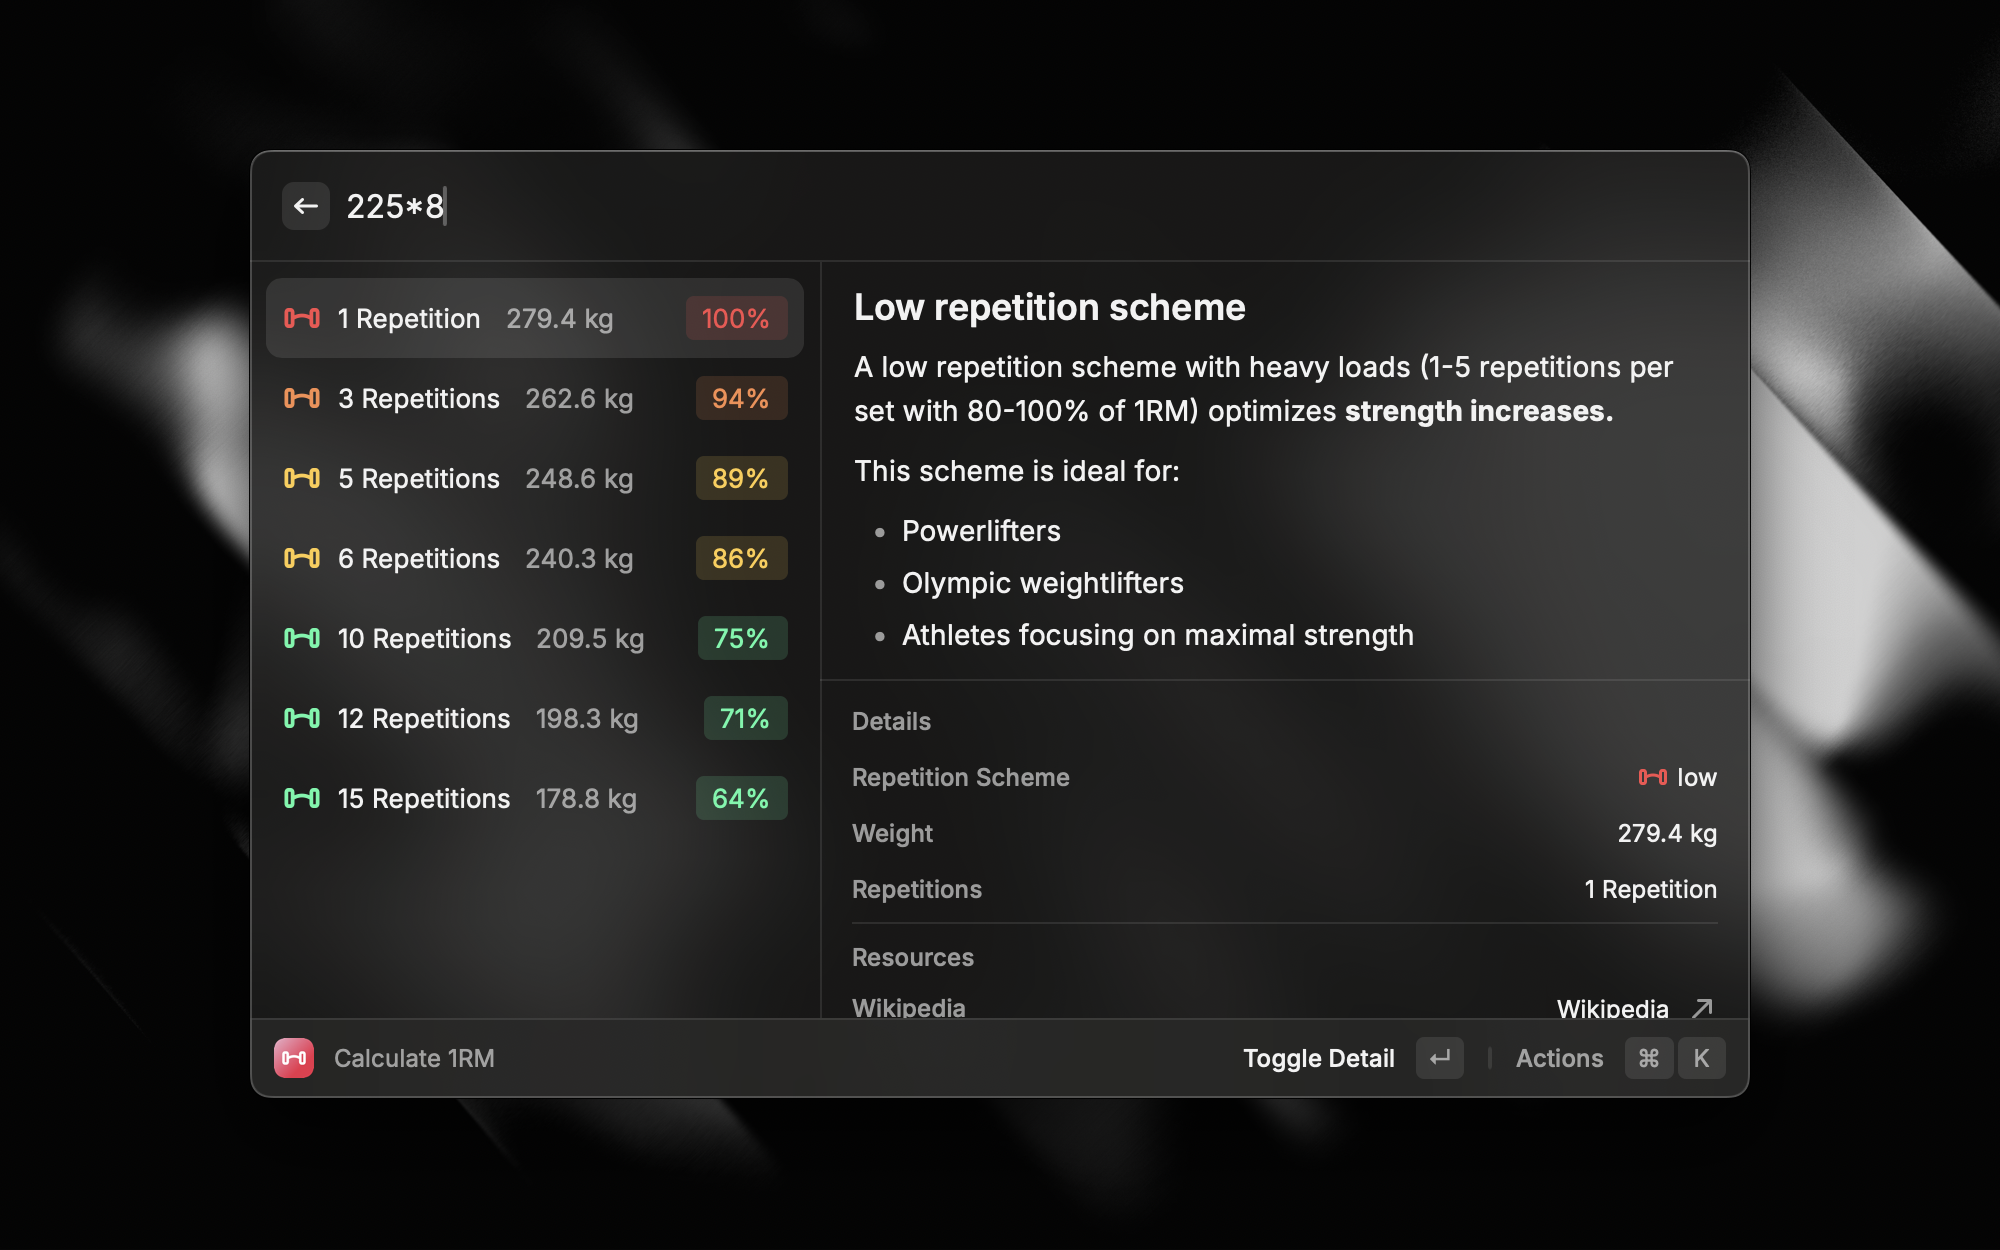 225*8
1 Repetition 279.4 kg 100%
3 Repetitions 262.6 kg 94%
5 Repetitions 248.6 kg 89%
6 Repetitions 240.3 kg 86%
10 Repetitions 209.5 kg 75%
12 Repetitions 198.3 kg 71%
15 Repetitions 178.8 kg 64%
Low repetition scheme
A low repetition scheme with heavy loads (1-5 repetitions per
set with 80-100% of 1RM) optimizes strength increases.
This scheme is ideal for:
• Powerlifters
• Olympic weightlifters
• Athletes focusing on maximal strength
Details
Repetition Scheme low
Weight 279.4 kg
Repetitions 1 Repetition
Resources
Wikipedia Wikipedia ↗
Calculate 1RM Toggle Detail ↵ Actions ⌘ K